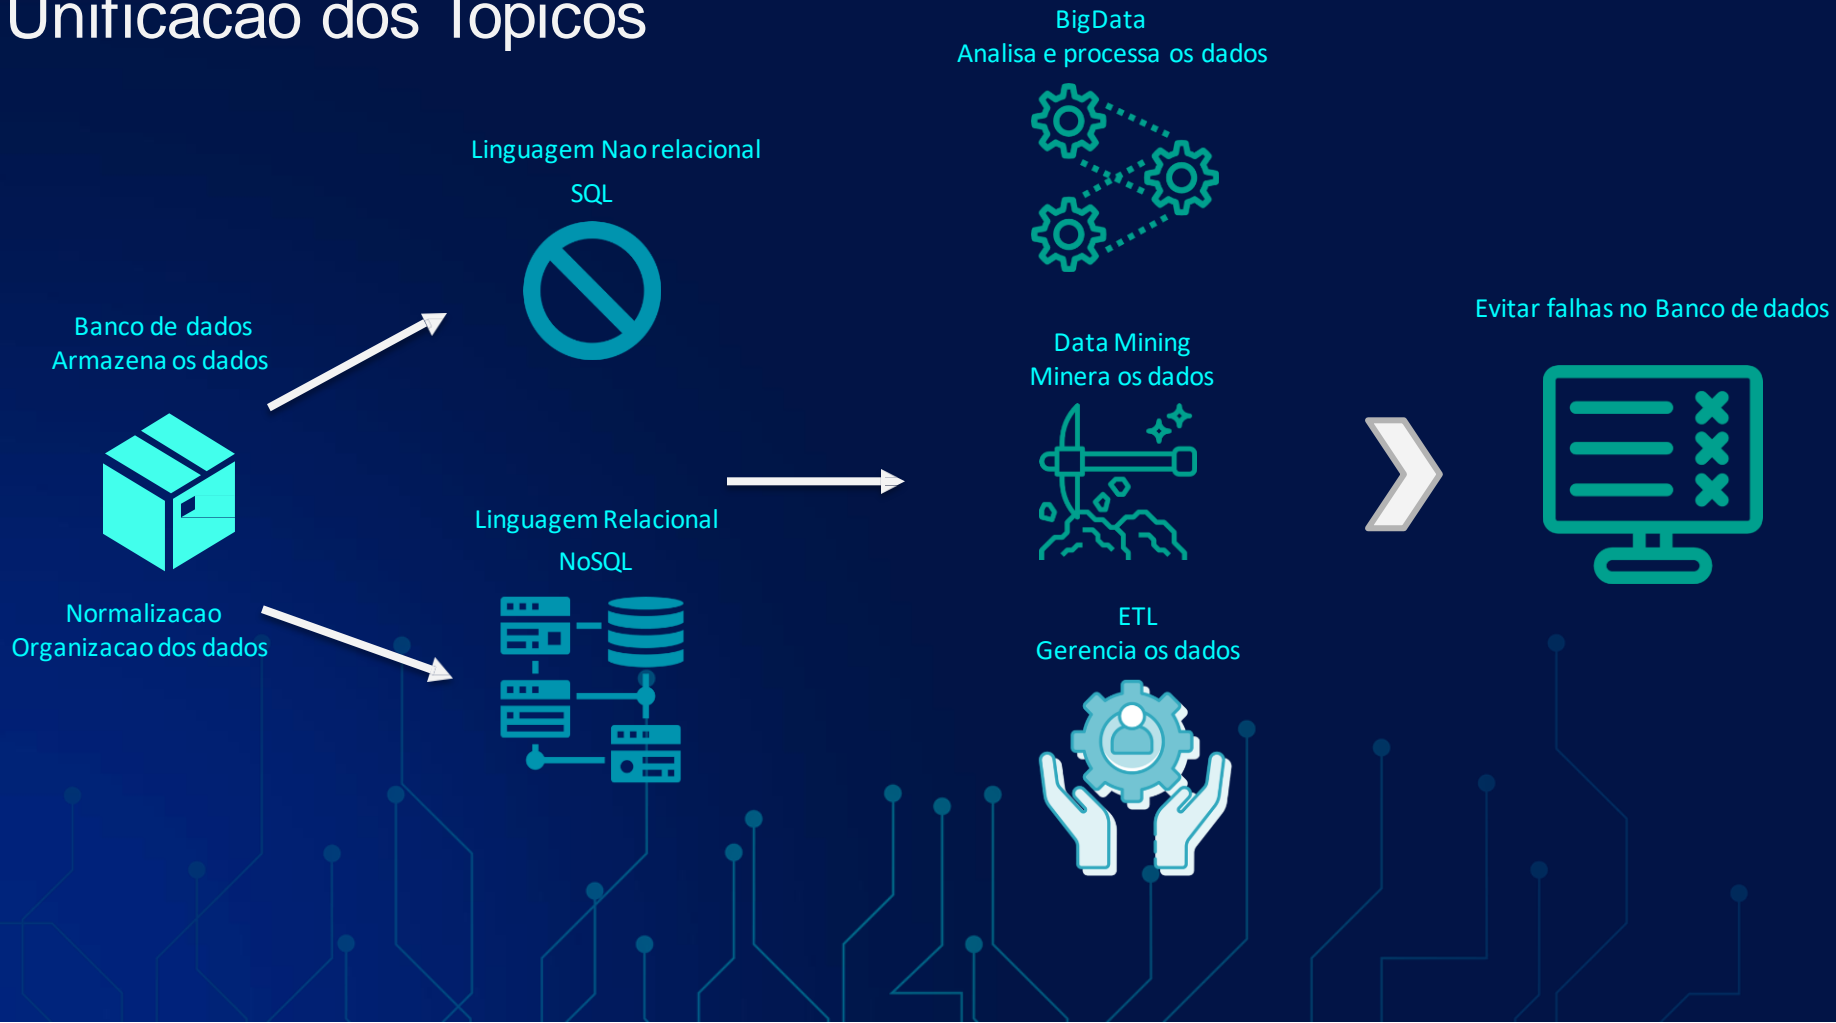 Unificacao dos Topicos
Banco de dados
Armazena os dados
Normalizacao
Organizacao dos dados
Linguagem Nao relacional
SQL
Linguagem Relacional
NoSQL
BigData
Analisa e processa os dados
Data Mining
Minera os dados
ETL
Gerencia os dados
Evitar falhas no Banco de dados